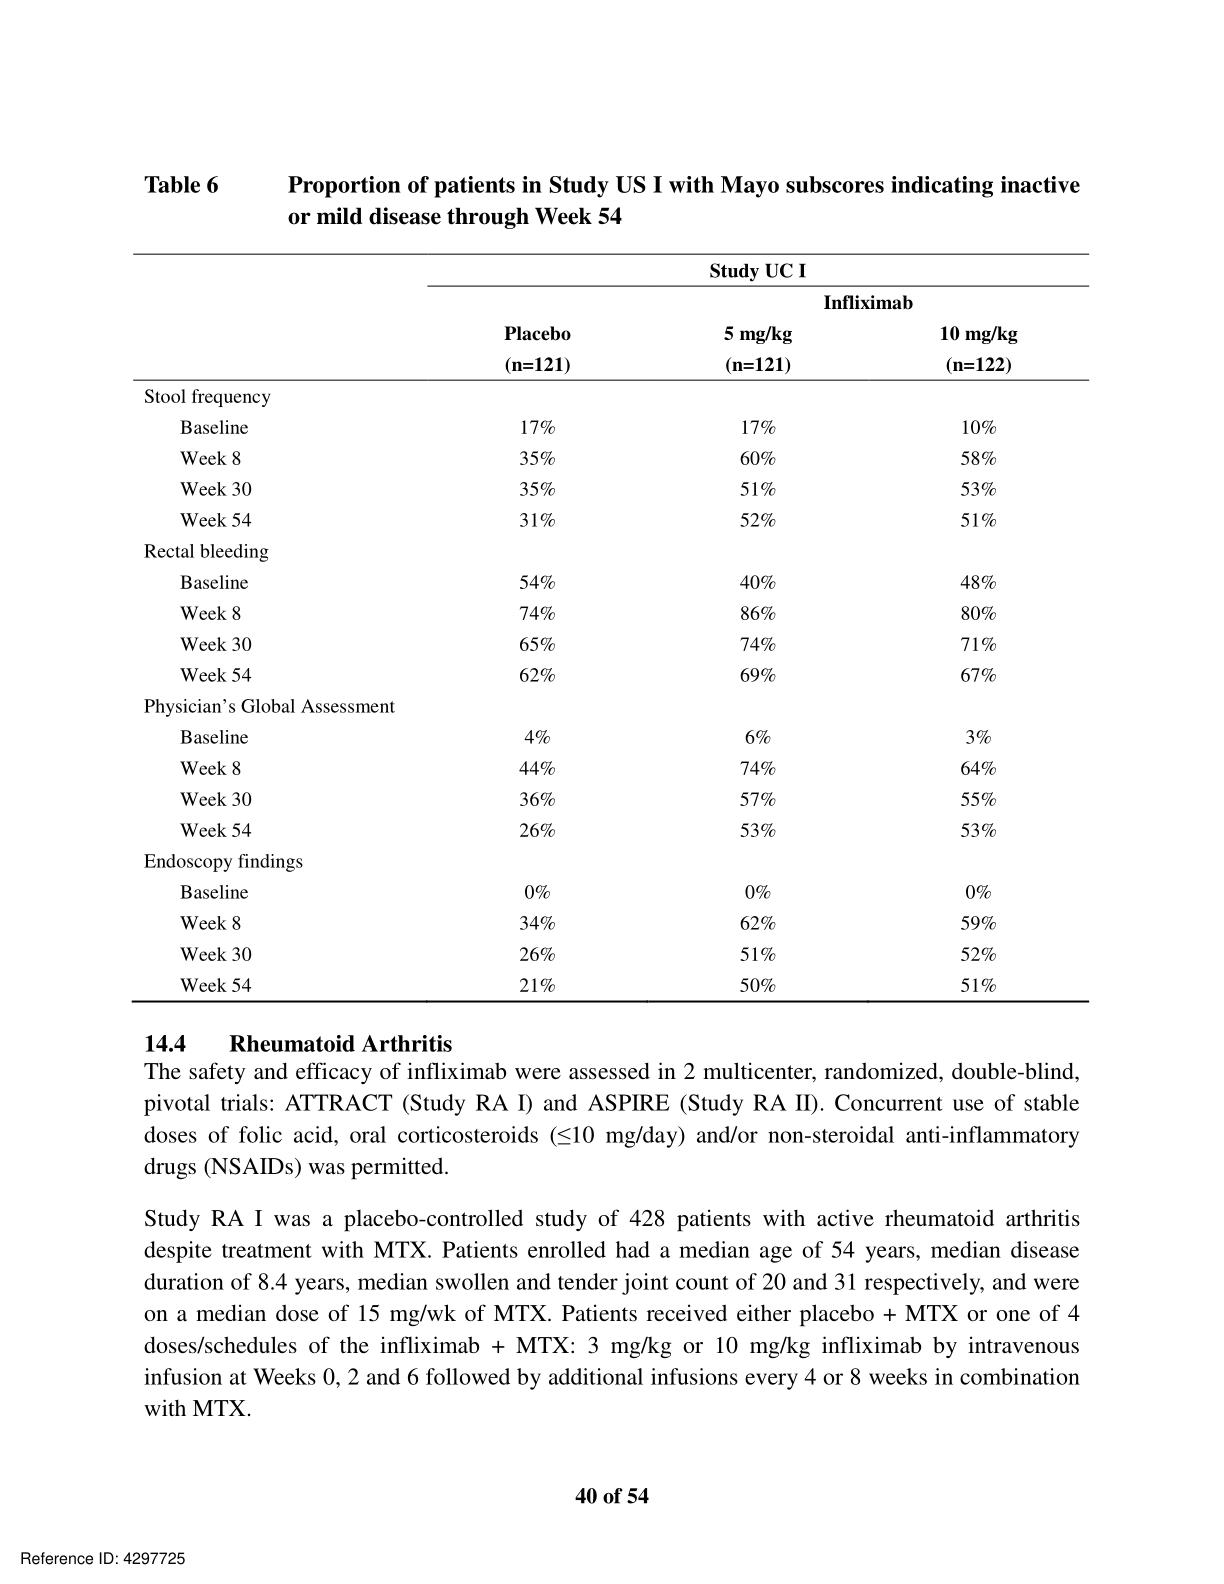 Table 6 Proportion of patients in Study US I with Mayo subscores indicating inactive
or mild disease through Week 54
Study UC I
Infliximab
Placebo 5 mg/kg 10 mg/kg
(n=121) (n=121) (n=122)
Stool frequency
Baseline 17% 17% 10%
Week 8 35% 60% 58%
Week 30 35% 51% 53%
Week 54 31% 52% 51%
Rectal bleeding
Baseline 54% 40% 48%
Week 8 74% 86% 80%
Week 30 65% 74% 71%
Week 54 62% 69% 67%
Physician’s Global Assessment
Baseline 4% 6% 3%
Week 8 44% 74% 64%
Week 30 36% 57% 55%
Week 54 26% 53% 53%
Endoscopy findings
Baseline 0% 0% 0%
Week 8 34% 62% 59%
Week 30 26% 51% 52%
Week 54 21% 50% 51%
14.4 Rheumatoid Arthritis
The safety and efficacy of infliximab were assessed in 2 multicenter, randomized, double-blind,
pivotal trials: ATTRACT (Study RA I) and ASPIRE (Study RA II). Concurrent use of stable
doses of folic acid, oral corticosteroids (≤10 mg/day) and/or non-steroidal anti-inflammatory
drugs (NSAIDs) was permitted.
Study RA I was a placebo-controlled study of 428 patients with active rheumatoid arthritis
despite treatment with MTX. Patients enrolled had a median age of 54 years, median disease
duration of 8.4 years, median swollen and tender joint count of 20 and 31 respectively, and were
on a median dose of 15 mg/wk of MTX. Patients received either placebo + MTX or one of 4
doses/schedules of the infliximab + MTX: 3 mg/kg or 10 mg/kg infliximab by intravenous
infusion at Weeks 0, 2 and 6 followed by additional infusions every 4 or 8 weeks in combination
with MTX.
40 of 54
Reference ID: 4297725